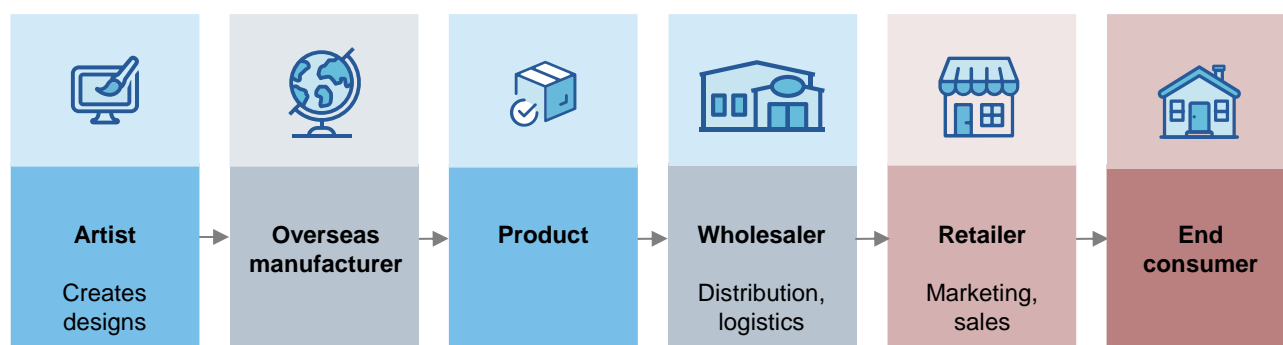 Artist
Creates
designs
Overseas
manufacturer
Product
Wholesaler
Distribution,
logistics
Retailer
Marketing,
sales
End
consumer